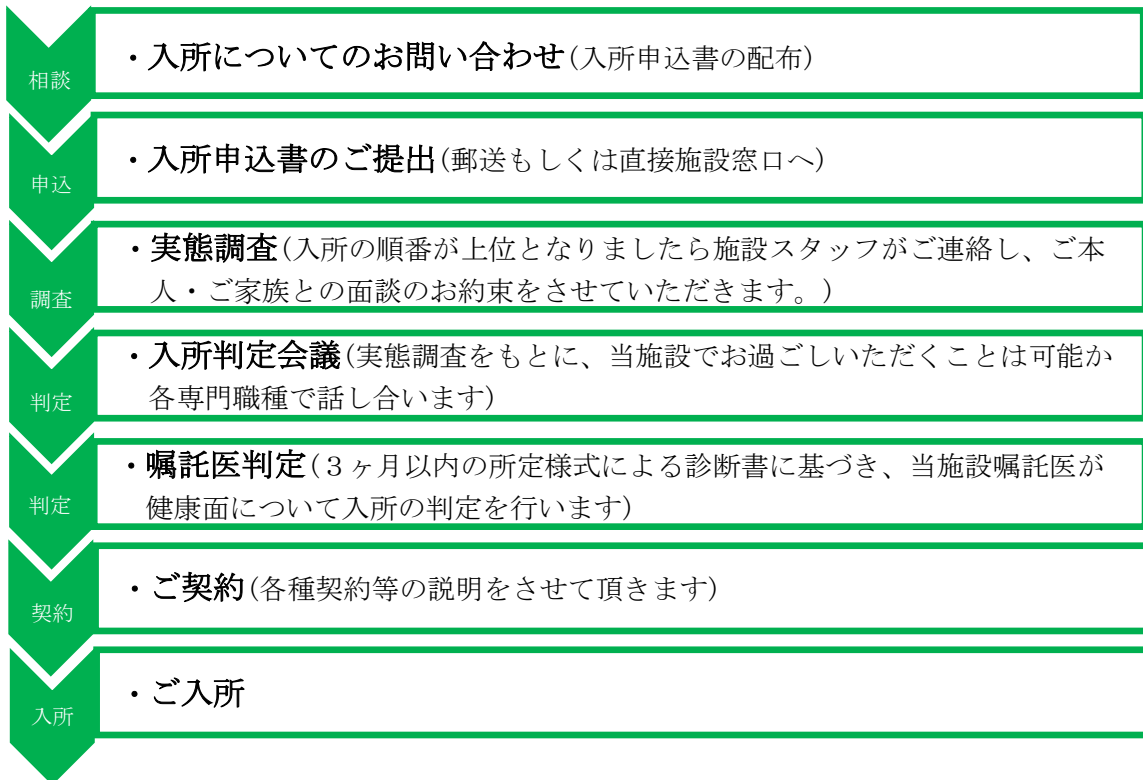 相談
・入所についてのお問い合わせ(入所申込書の配布)
申込
・入所申込書のご提出(郵送もしくは直接施設窓口へ)
調査
・実態調査(入所の順番が上位となりましたら施設スタッフがご連絡し、ご本
人・ご家族との面談のお約束をさせていただきます。)
判定
・入所判定会議(実態調査をもとに、当施設でお過ごしいただくことは可能か
各専門職種で話し合います)
判定
・嘱託医判定(３ヶ月以内の所定様式による診断書に基づき、当施設嘱託医が
健康面について入所の判定を行います)
契約
・ご契約(各種契約等の説明をさせて頂きます)
入所
・ご入所